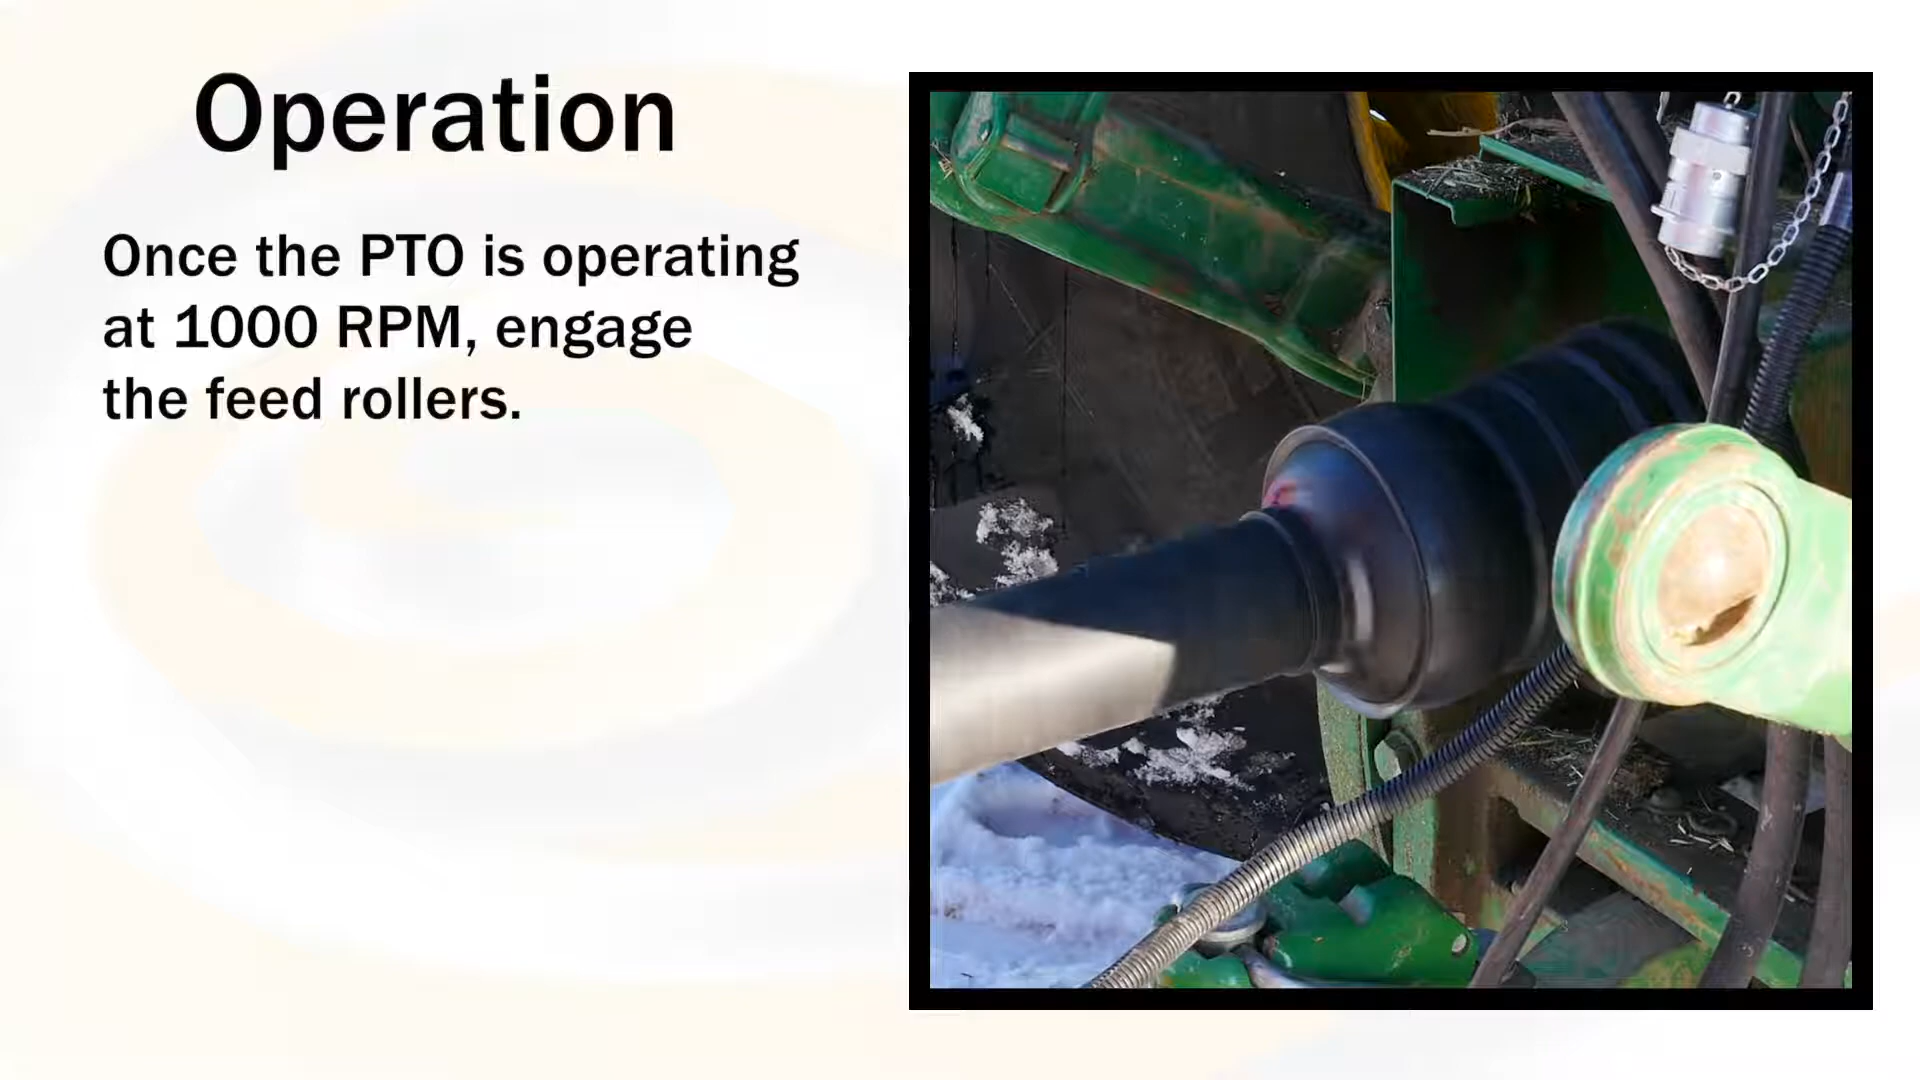 Operation
Once the PTO is operating
at 1000 RPM, engage
the feed rollers.